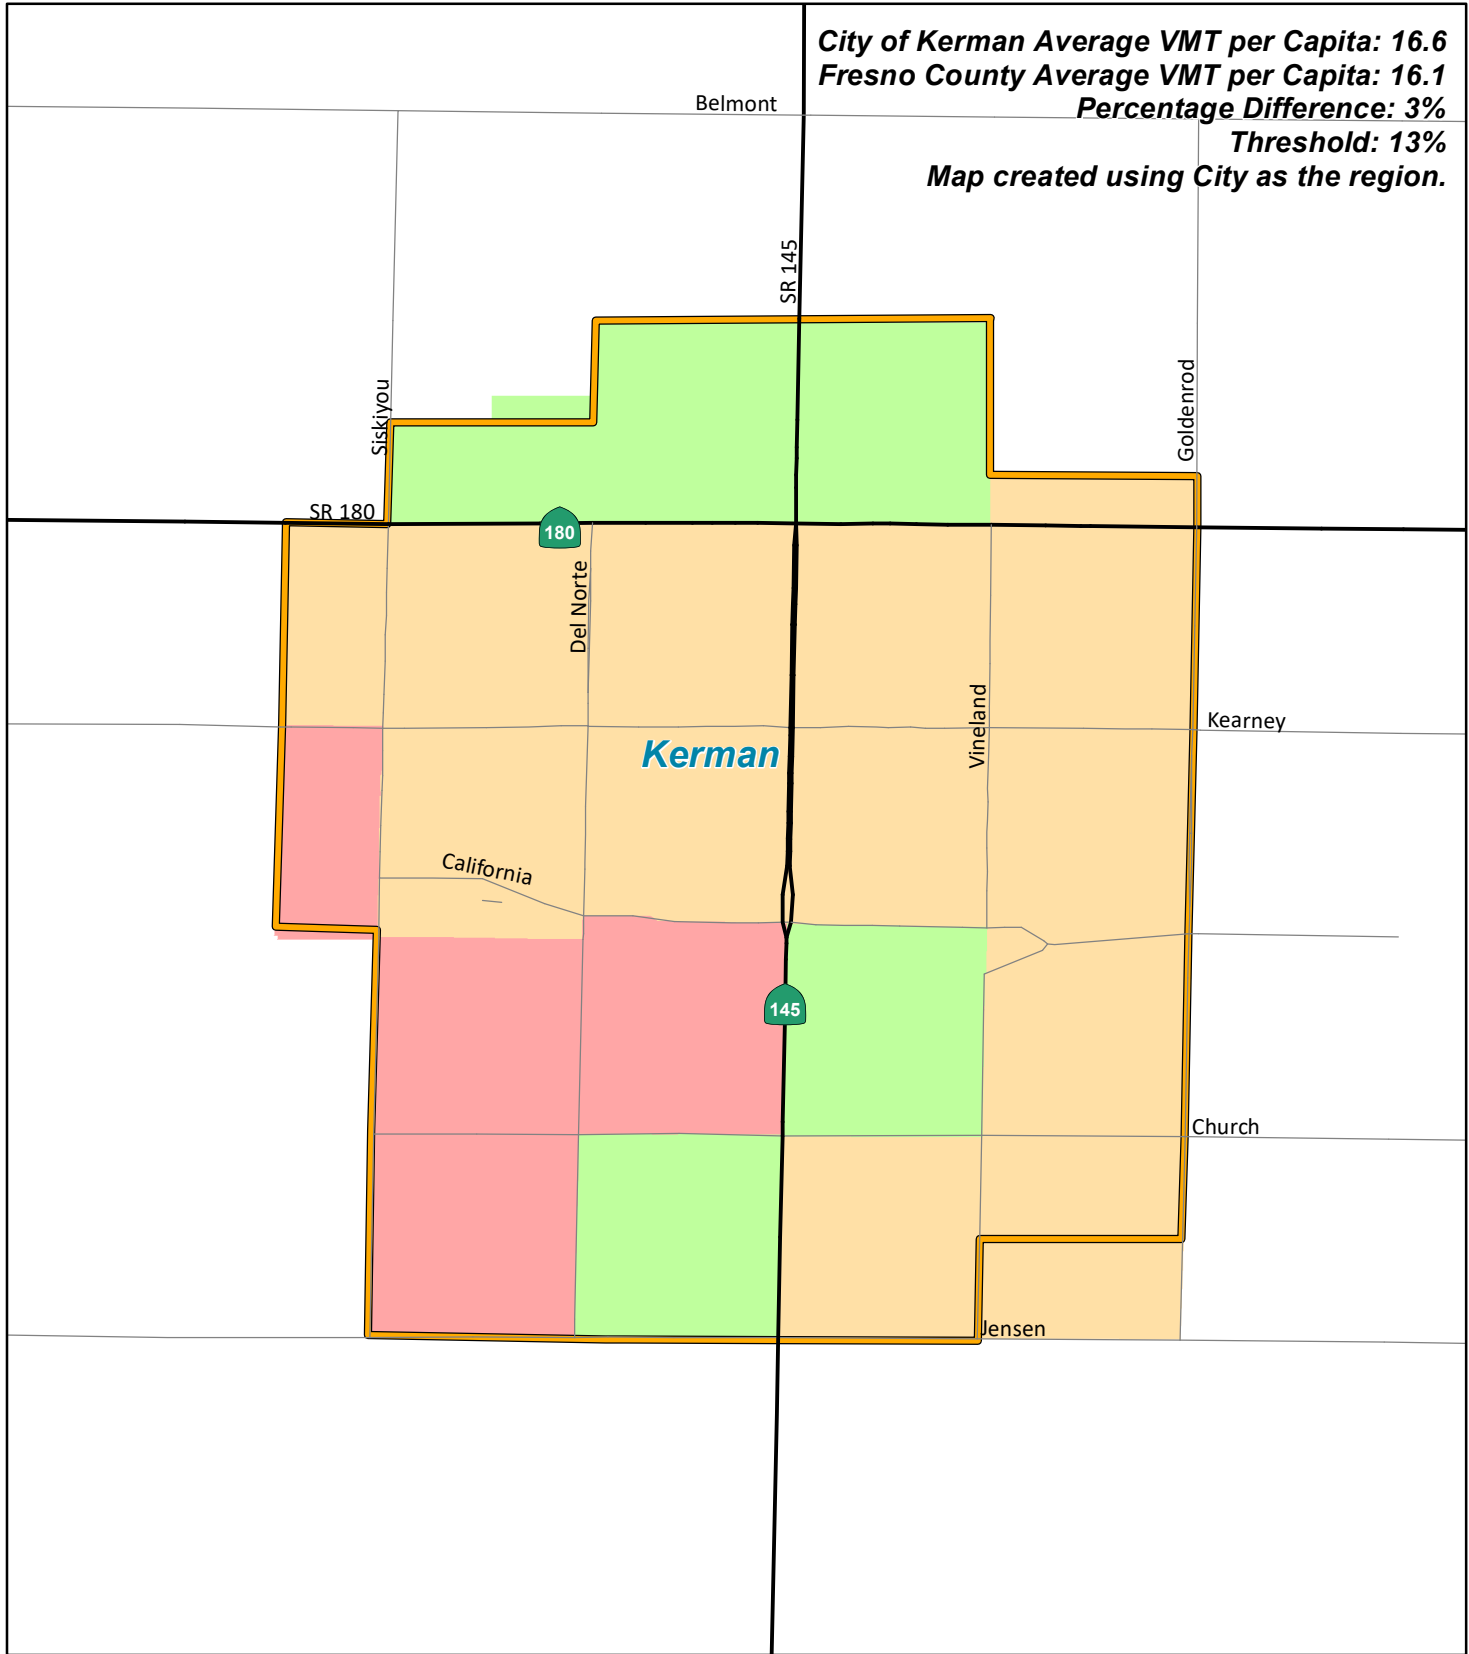 City of Kerman Average VMT per Capita: 16.6
Fresno County Average VMT per Capita: 16.1
Belmont
Percentage Difference: 3%
Threshold: 13%
Map created using City as the region.
SR 145
Siskiyou
Goldenrod
SR 180
180
Del Norte
Vineland
Kearney
Kerman
California
145
Church
Jensen